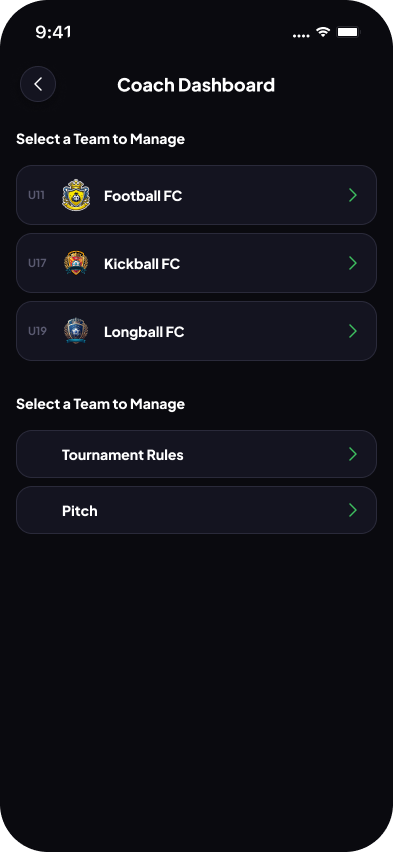 9:41
Coach Dashboard
Select a Team to Manage
U11 Football FC
U17 Kickball FC
U19 Longball FC
Select a Team to Manage
Tournament Rules
Pitch